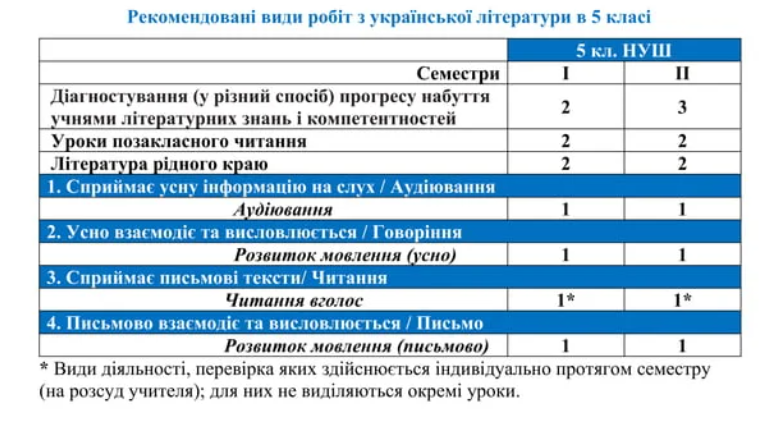 Рекомендовані види робіт з української літератури в 5 класі
5 кл. НУШ
Семестри I II
Діагностування (у різний спосіб) прогресу набуття
учнями літературних знань і компетентностей 2 3
Уроки позакласного читання 2 2
Література рідного краю 2 2
1. Сприймає усну інформацію на слух / Аудіювання
Аудіювання 1 1
2. Усно взаємодіє та висловлюється / Говоріння
Розвиток мовлення (усно) 1 1
3. Сприймає письмові тексти/ Читання
Читання вголос 1* 1*
4. Письмово взаємодіє та висловлюється / Письмо
Розвиток мовлення (письмово) 1 1
* Види діяльності, перевірка яких здійснюється індивідуально протягом семестру
(на розсуд учителя); для них не виділяються окремі уроки.